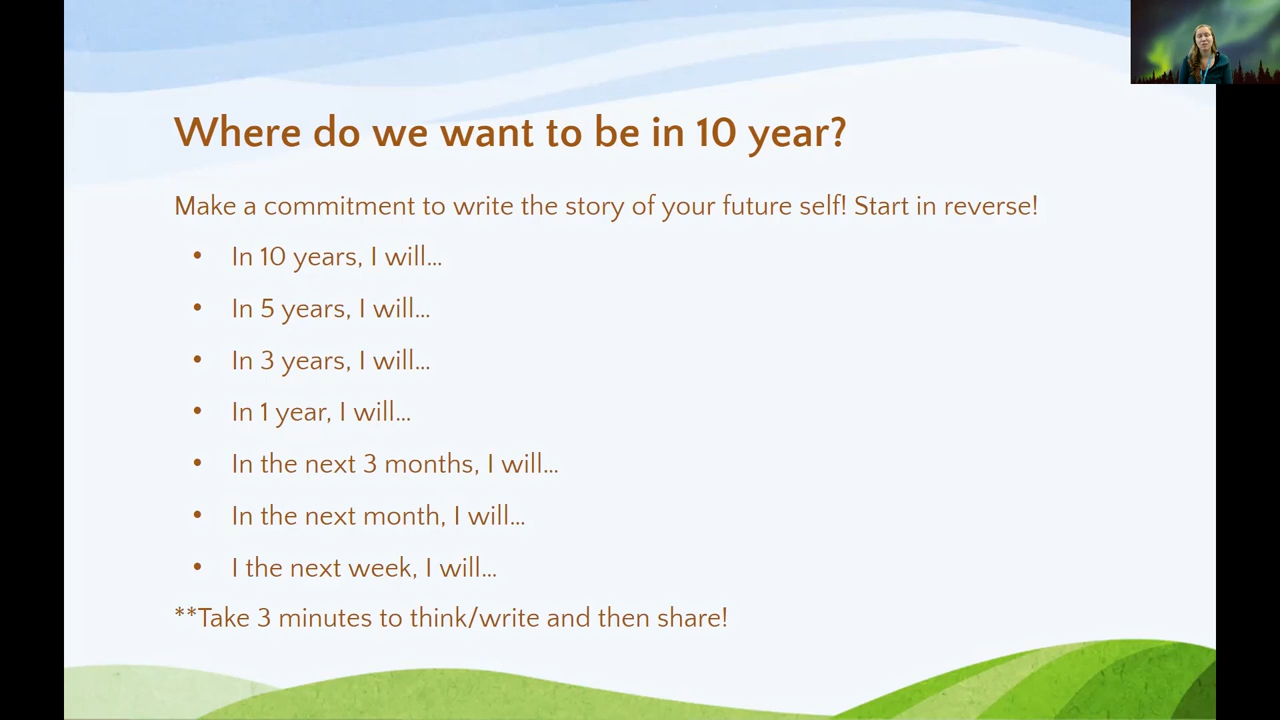 Where do we want to be in 10 year?
Make a commitment to write the story of your future self! Start in reverse!
• In 10 years, I will...
• In 5 years, I will...
• In 3 years, I will...
• In 1 year, I will...
• In the next 3 months, I will...
• In the next month, I will...
• I the next week, I will...
**Take 3 minutes to think/write and then share!